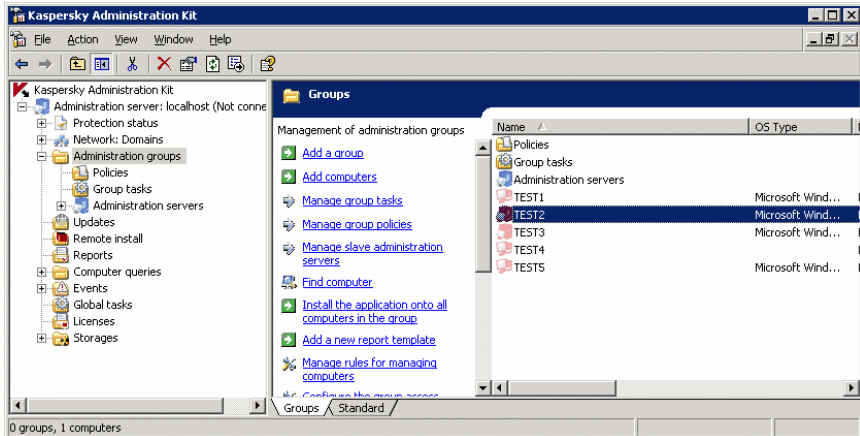 Kaspersky Administration Kit
File Action View Window Help
Kaspersky Administration Kit
Administration server: localhost (Not conne
Protection status
Network: Domains
Administration groups
Policies
Group tasks
Administration servers
Updates
Remote install
Reports
Computer queries
Events
Global tasks
Licenses
Storages
Groups
Management of administration groups
Add a group
Add computers
Manage group tasks
Manage group policies
Manage slave administration
servers
Find computer
Install the application onto all
computers in the group
Add a new report template
Manage rules for managing
computers
Configure the group access
Name OS Type
Policies
Group tasks
Administration servers
TEST1 Microsoft Wind...
TEST2 Microsoft Wind...
TEST3 Microsoft Wind...
TEST4
TEST5 Microsoft Wind...
Groups Standard
0 groups, 1 computers